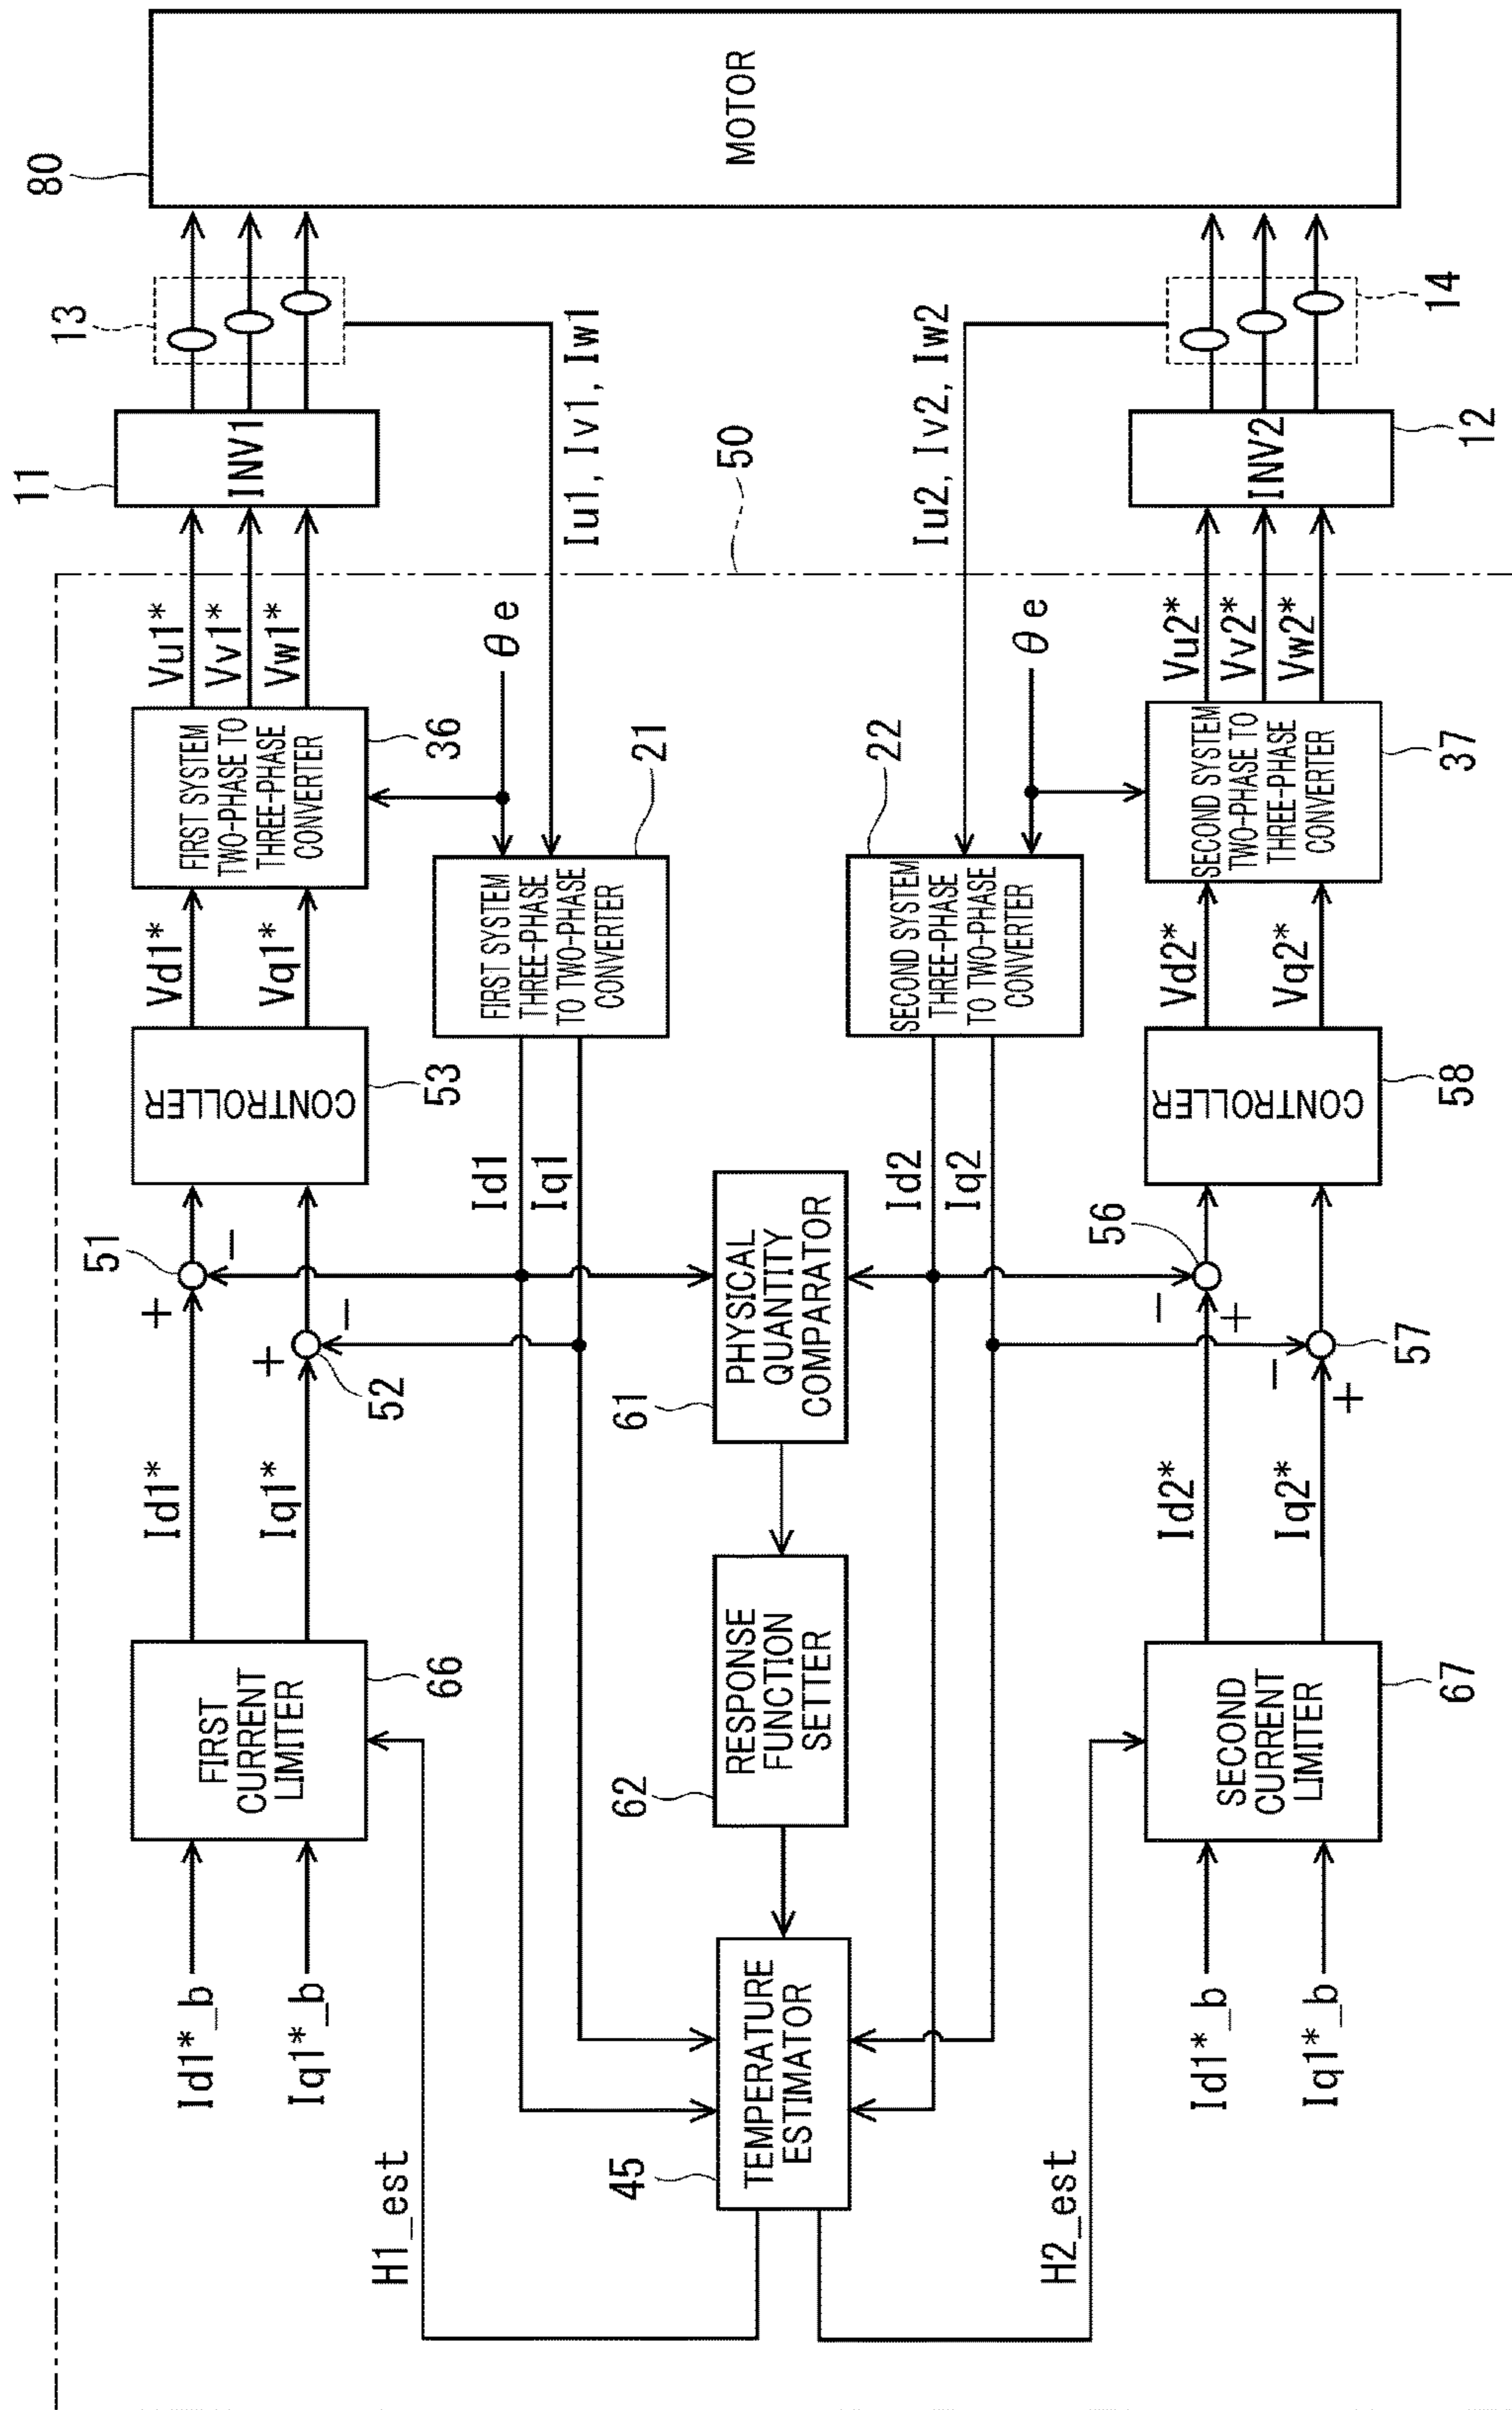 Id1*_b
Iq1*_b
H1_est
FIRST
CURRENT
LIMITER
66
Id1*
Iq1*
+
−
51
+
−
52
CONTROLLER
53
Vd1*
Vq1*
FIRST SYSTEM
TWO-PHASE TO
THREE-PHASE
CONVERTER
36
Vu1*
Vv1*
Vw1*
11
INV1
13
80
MOTOR
θe
Iu1, Iv1, Iw1
FIRST SYSTEM
THREE-PHASE
TO TWO-PHASE
CONVERTER
21
Id1
Iq1
45
TEMPERATURE
ESTIMATOR
62
RESPONSE
FUNCTION
SETTER
61
PHYSICAL
QUANTITY
COMPARATOR
50
Id2
Iq2
22
SECOND SYSTEM
THREE-PHASE
TO TWO-PHASE
CONVERTER
Iu2, Iv2, Iw2
θe
H2_est
Id1*_b
Iq1*_b
SECOND
CURRENT
LIMITER
67
Id2*
Iq2*
−
+
56
−
+
57
CONTROLLER
58
Vd2*
Vq2*
SECOND SYSTEM
TWO-PHASE TO
THREE-PHASE
CONVERTER
37
Vu2*
Vv2*
Vw2*
INV2
12
14